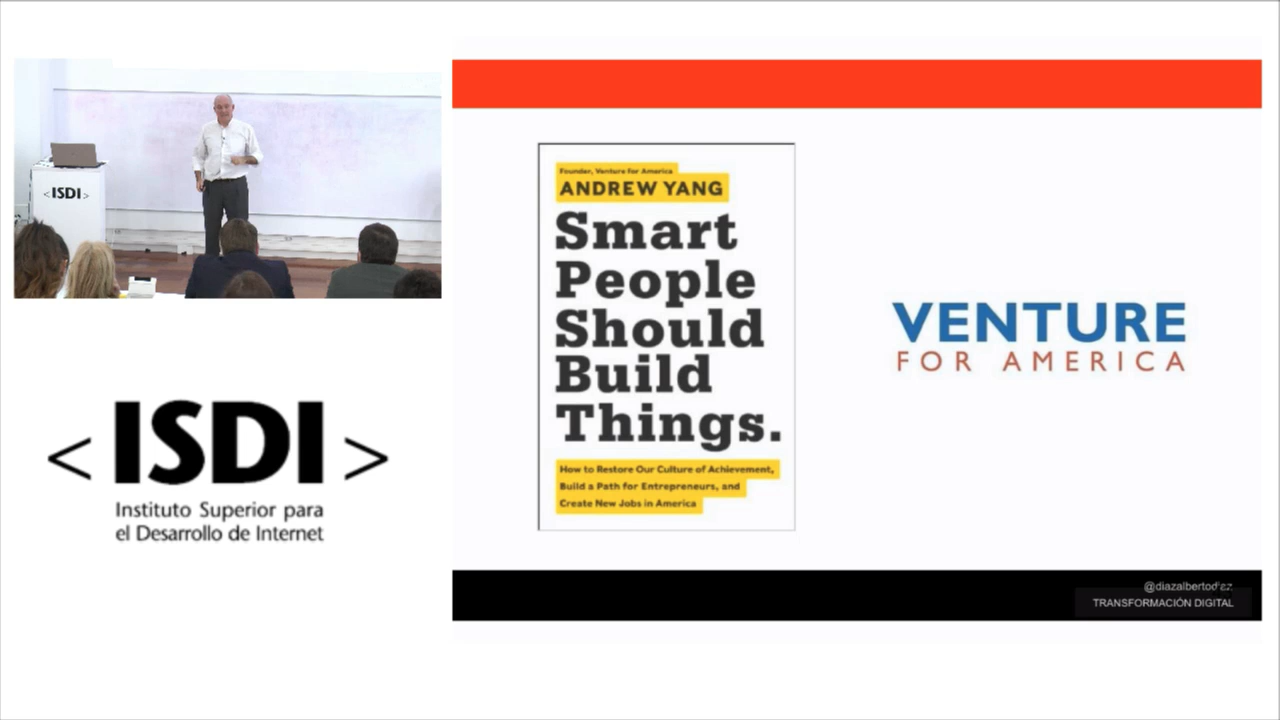 <ISDI>
<ISDI>
Instituto Superior para
el Desarrollo de Internet
Founder, Venture for America
ANDREW YANG
Smart
People
Should
Build
Things.
How to Restore Our Culture of Achievement,
Build a Path for Entrepreneurs, and
Create New Jobs in America
VENTURE
FOR AMERICA
@diazalbertodiaz
TRANSFORMACIÓN DIGITAL